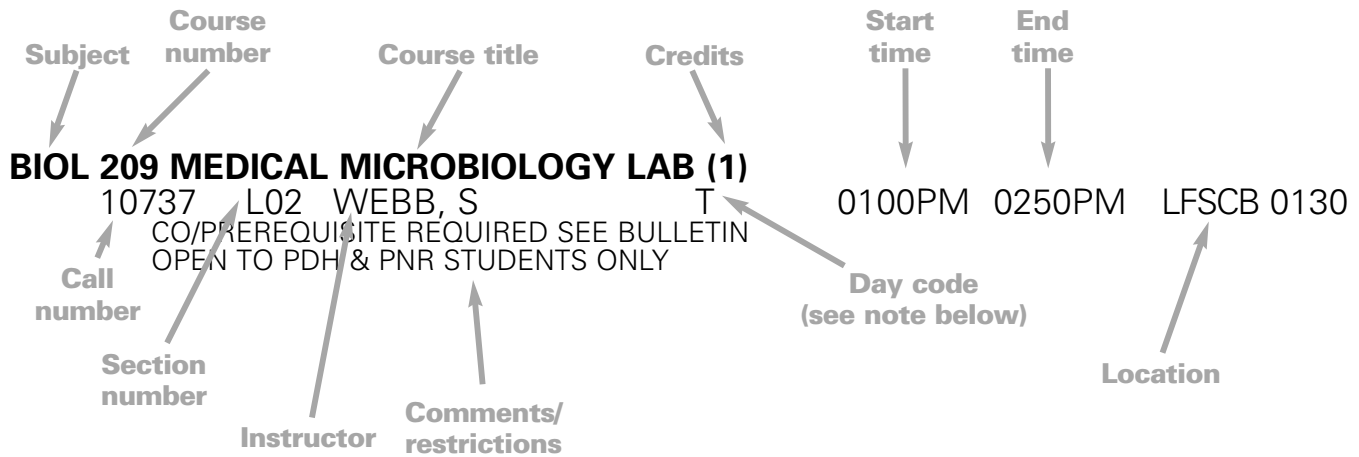 Course
number
Start
time
End
time
Subject
Course title
Credits
BIOL 209 MEDICAL MICROBIOLOGY LAB (1)
10737 L02 WEBB, S T 0100PM 0250PM LFSCB 0130
CO/PREREQUISITE REQUIRED SEE BULLETIN
OPEN TO PDH & PNR STUDENTS ONLY
Call
number
Day code
(see note below)
Section
number
Location
Instructor
Comments/
restrictions